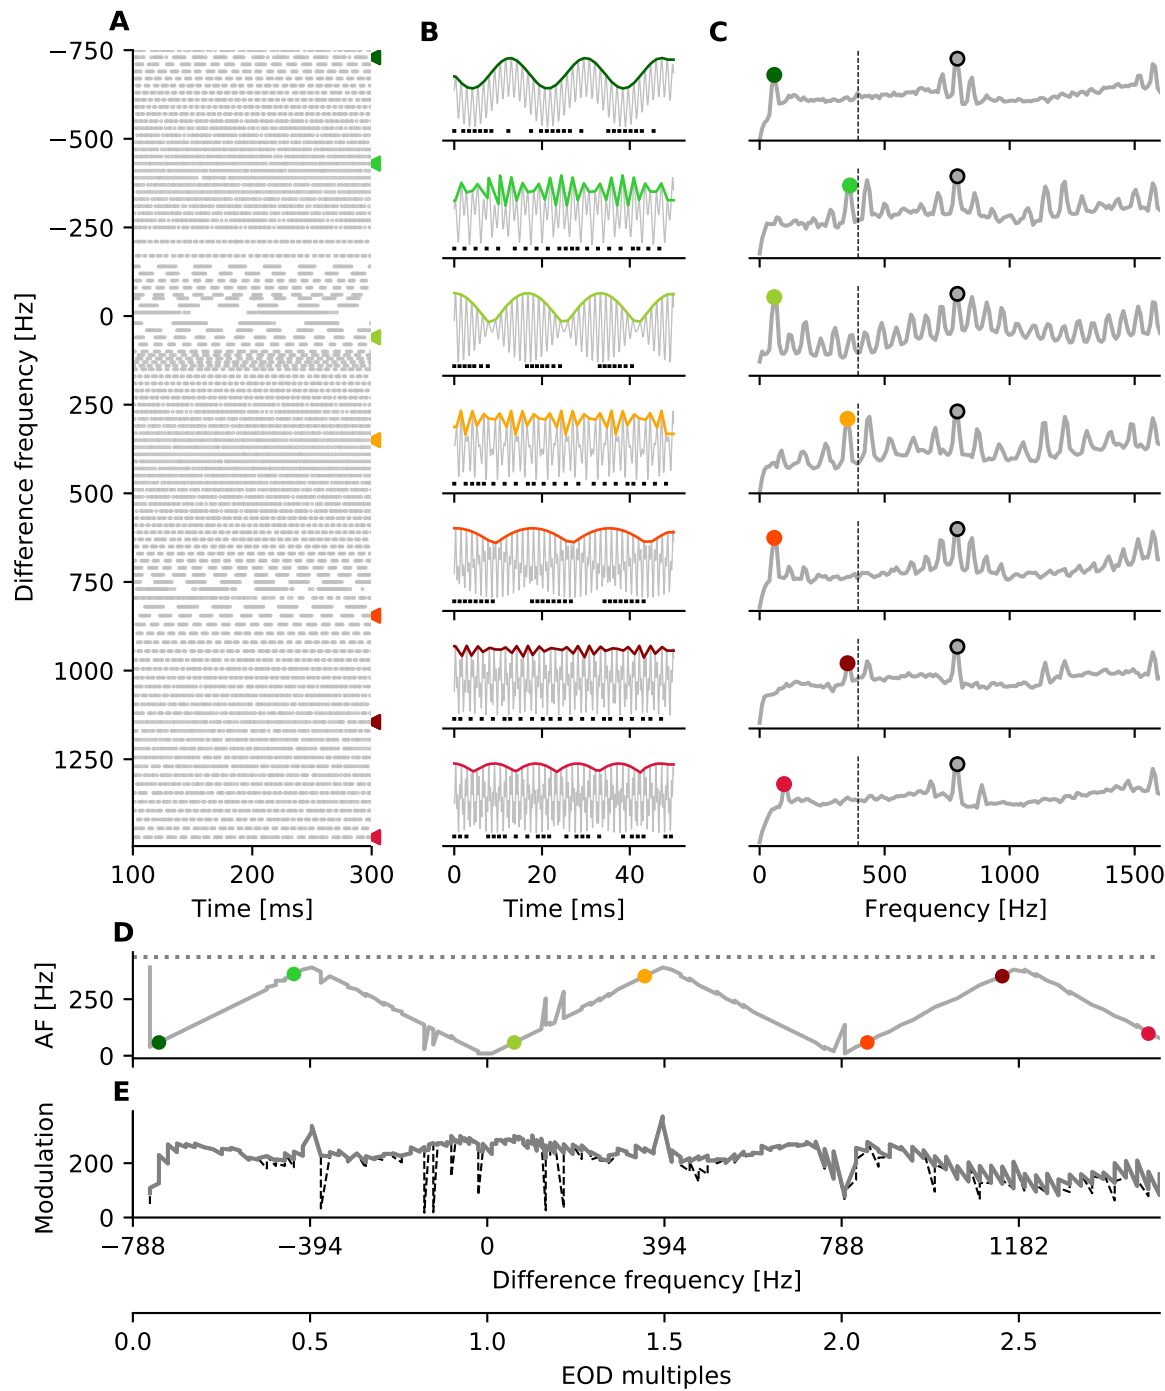 A
B
C
−750
−500
−250
0
250
500
750
1000
1250
Difference frequency [Hz]
100 200 300
Time [ms]
0 20 40
Time [ms]
0 500 1000 1500
Frequency [Hz]
D
AF [Hz]
250
0
E
Modulation
200
0
−788 −394 0 394 788 1182
Difference frequency [Hz]
0.0 0.5 1.0 1.5 2.0 2.5
EOD multiples